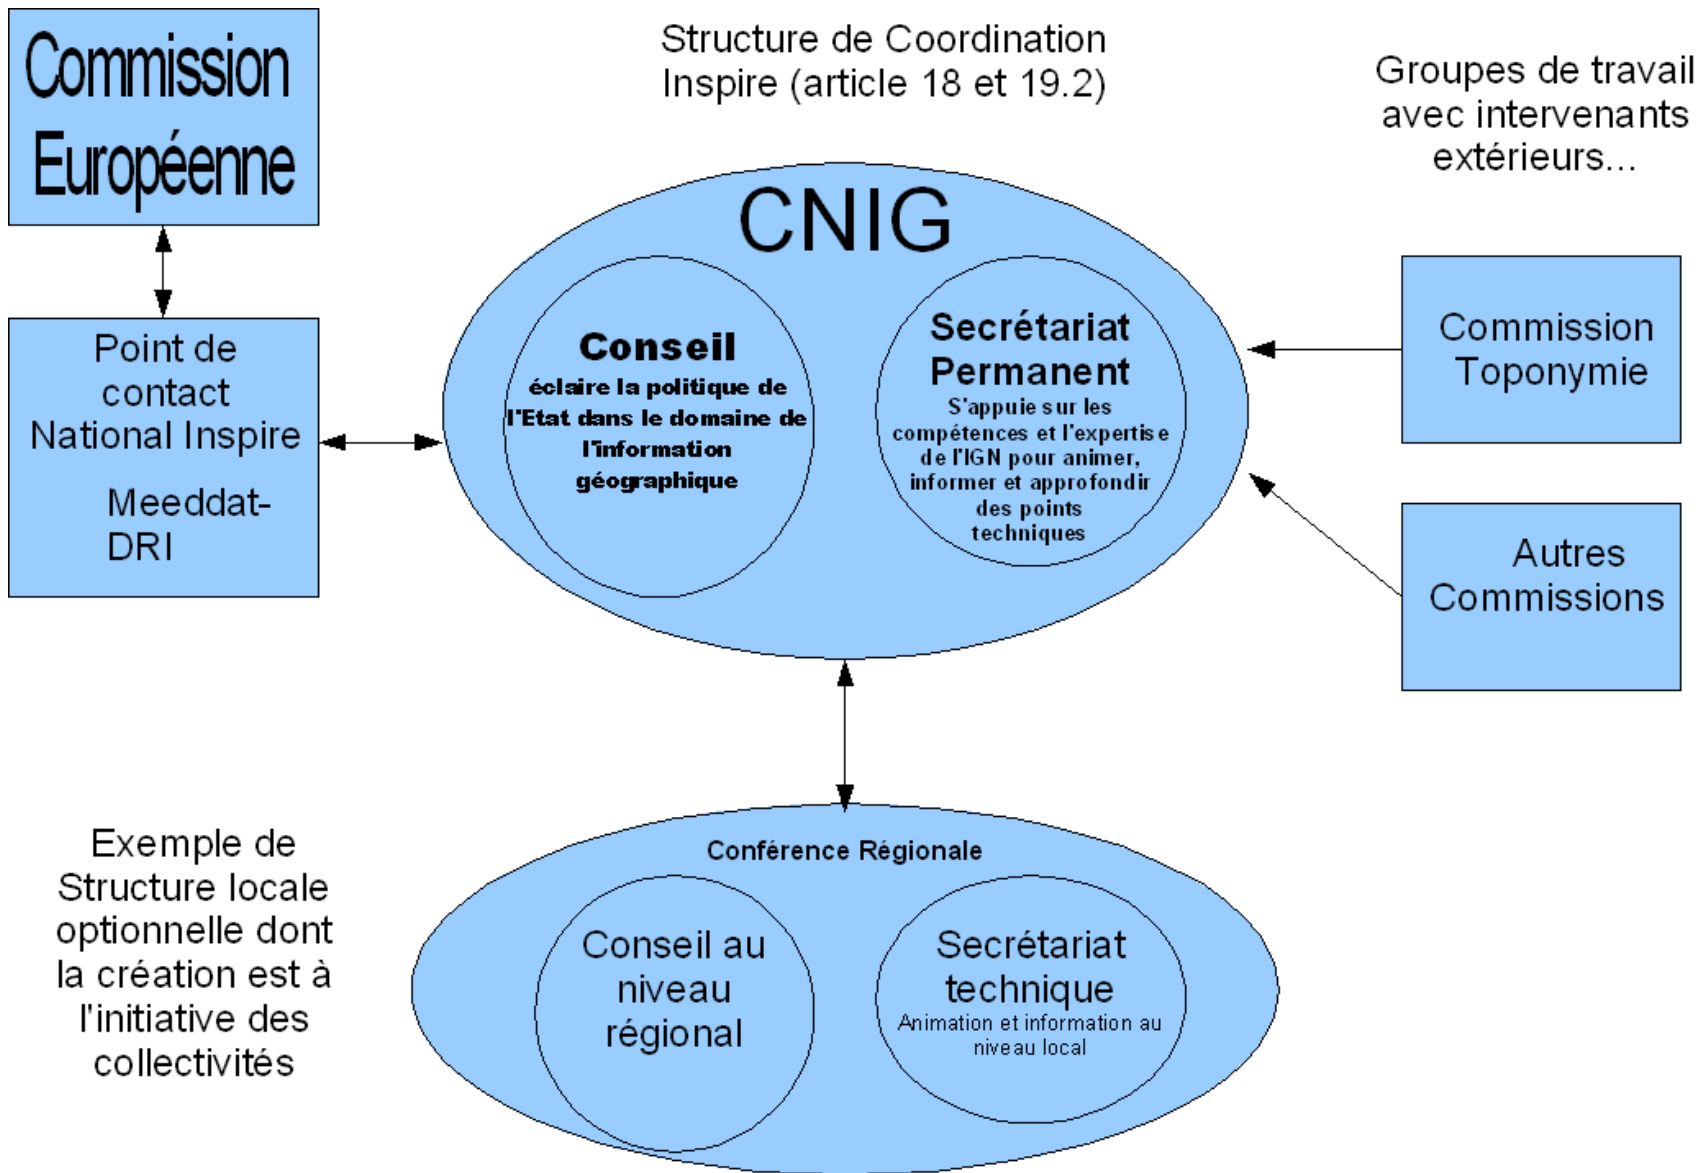 Commission
Européenne
Structure de Coordination
Inspire (article 18 et 19.2)
Groupes de travail
avec intervenants
extérieurs...
CNIG
Point de
contact
National Inspire
Meeddat-
DRI
Conseil
éclaire la politique de
l'Etat dans le domaine de
l'information
géographique
Secrétariat
Permanent
S'appuie sur les
compétences et l'expertise
de l'IGN pour animer,
informer et approfondir
des points
techniques
Commission
Toponymie
Autres
Commissions
Exemple de
Structure locale
optionnelle dont
la création est à
l'initiative des
collectivités
Conférence Régionale
Conseil au
niveau
régional
Secrétariat
technique
Animation et information au
niveau local